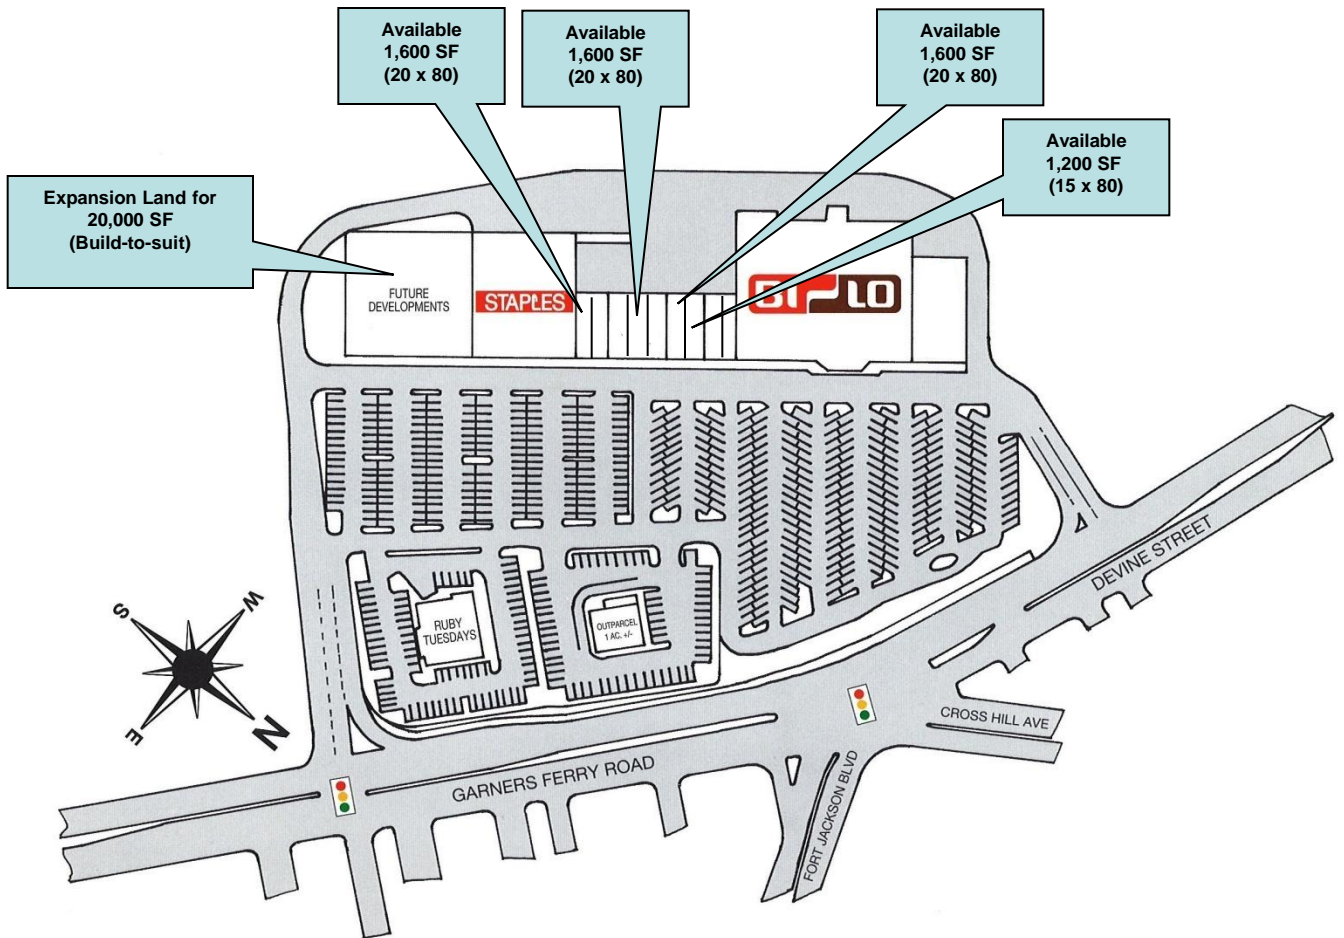 Available
1,600 SF
(20 x 80)
Available
1,600 SF
(20 x 80)
Available
1,600 SF
(20 x 80)
Available
1,200 SF
(15 x 80)
Expansion Land for
20,000 SF
(Build-to-suit)
FUTURE
DEVELOPMENTS
STAPLES
BI-LO
RUBY
TUESDAYS
OUTPARCEL
1 AC. +/-
S
W
E
N
DEVINE STREET
CROSS HILL AVE
GARNERS FERRY ROAD
FORT JACKSON BLVD